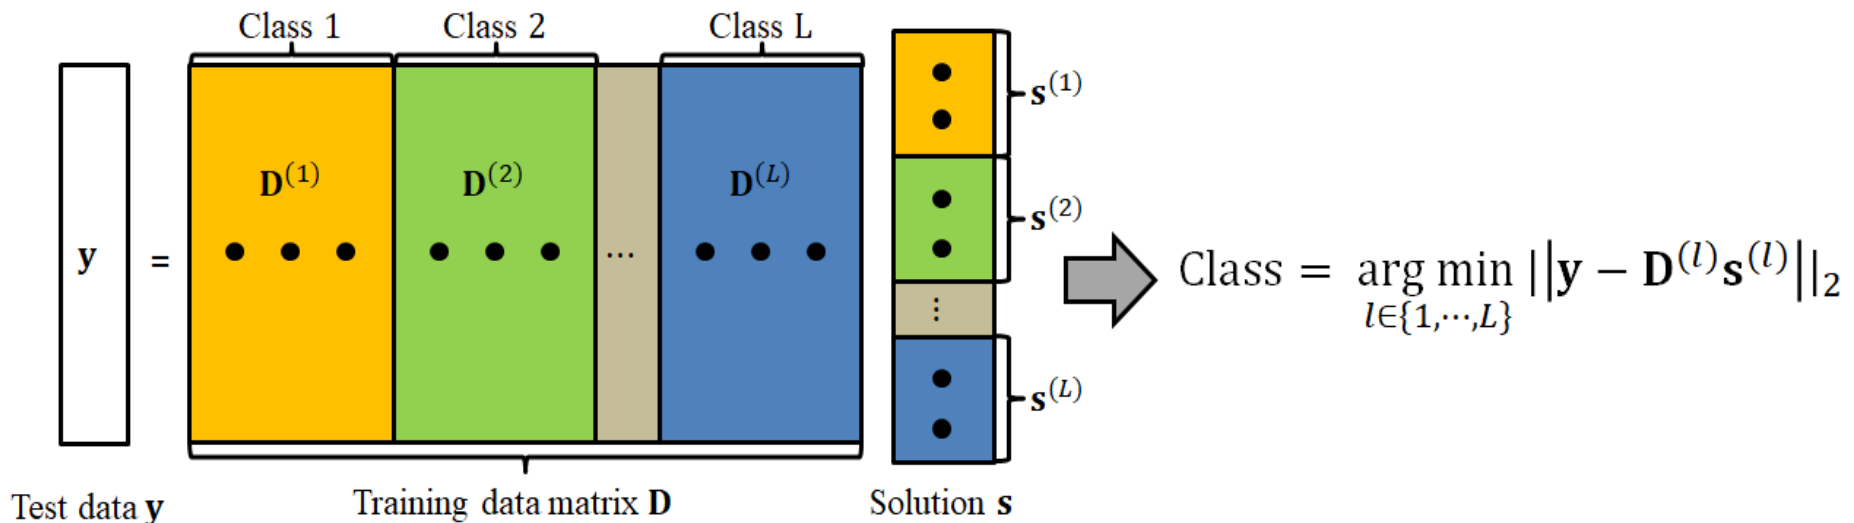 Class 1
Class 2
Class L
y
=
D⁽¹⁾
D⁽²⁾
...
D⁽ᴸ⁾
⋮
s⁽¹⁾
s⁽²⁾
s⁽ᴸ⁾
Class = arg min ||y − D⁽ˡ⁾s⁽ˡ⁾||₂
l∈{1,⋯,L}
Test data y
Training data matrix D
Solution s